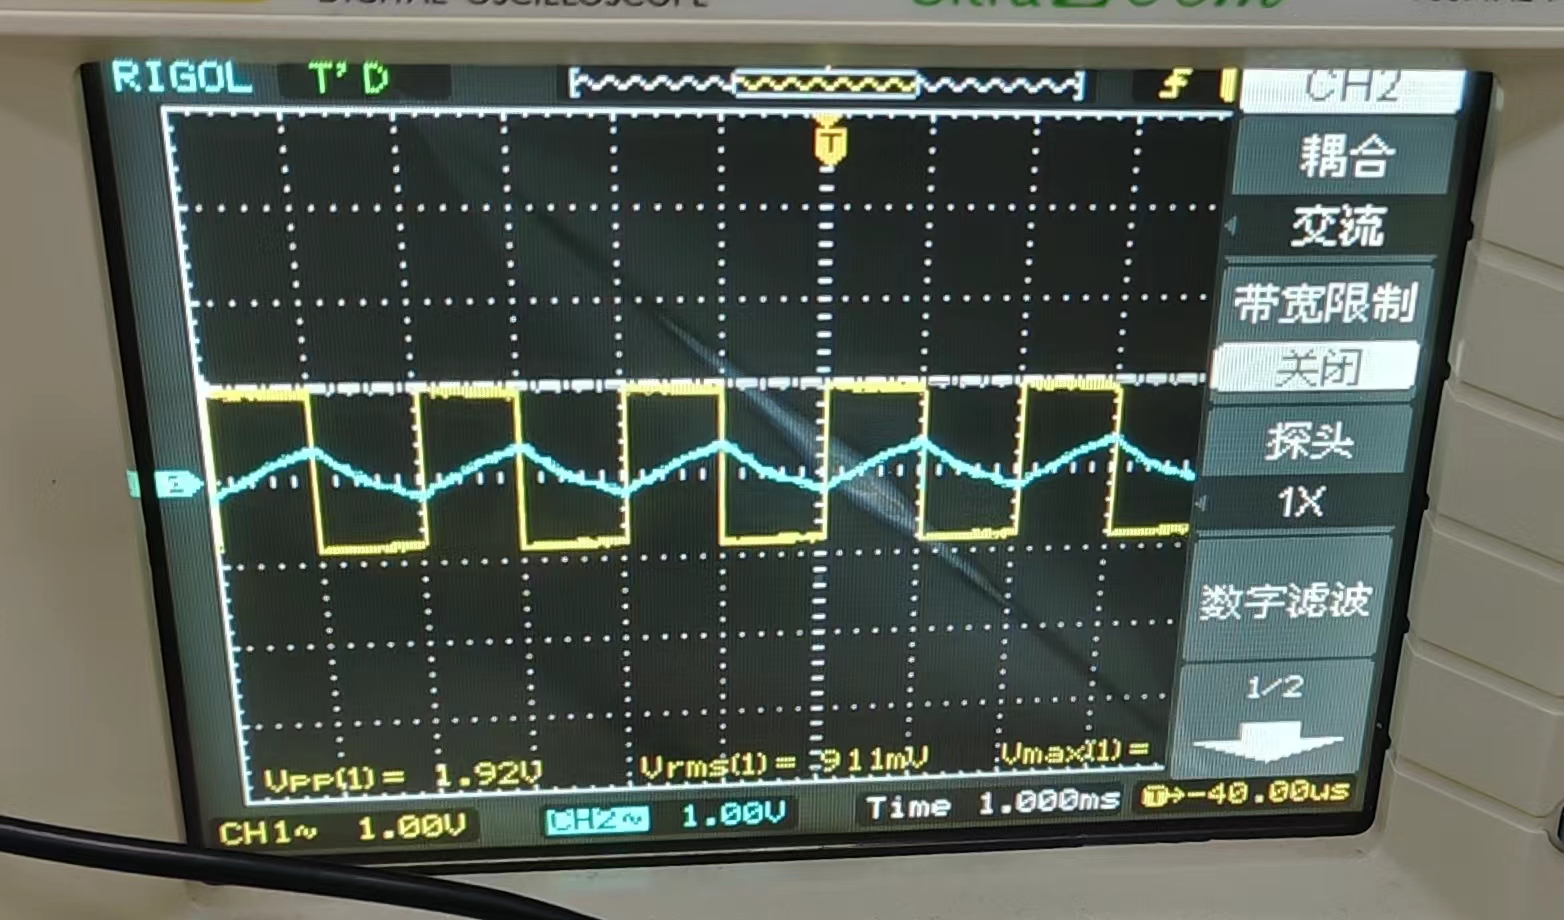 DIGITAL OSCILLOSCOPE
RIGOL T'D
CH2
T
耦合
交流
带宽限制
关闭
探头
1X
数字滤波
1/2
Vpp(1)= 1.92V Vrms(1)= 911mV Vmax(1)=
CH1~ 1.00V CH2~ 1.00V Time 1.000ms T→-40.00us